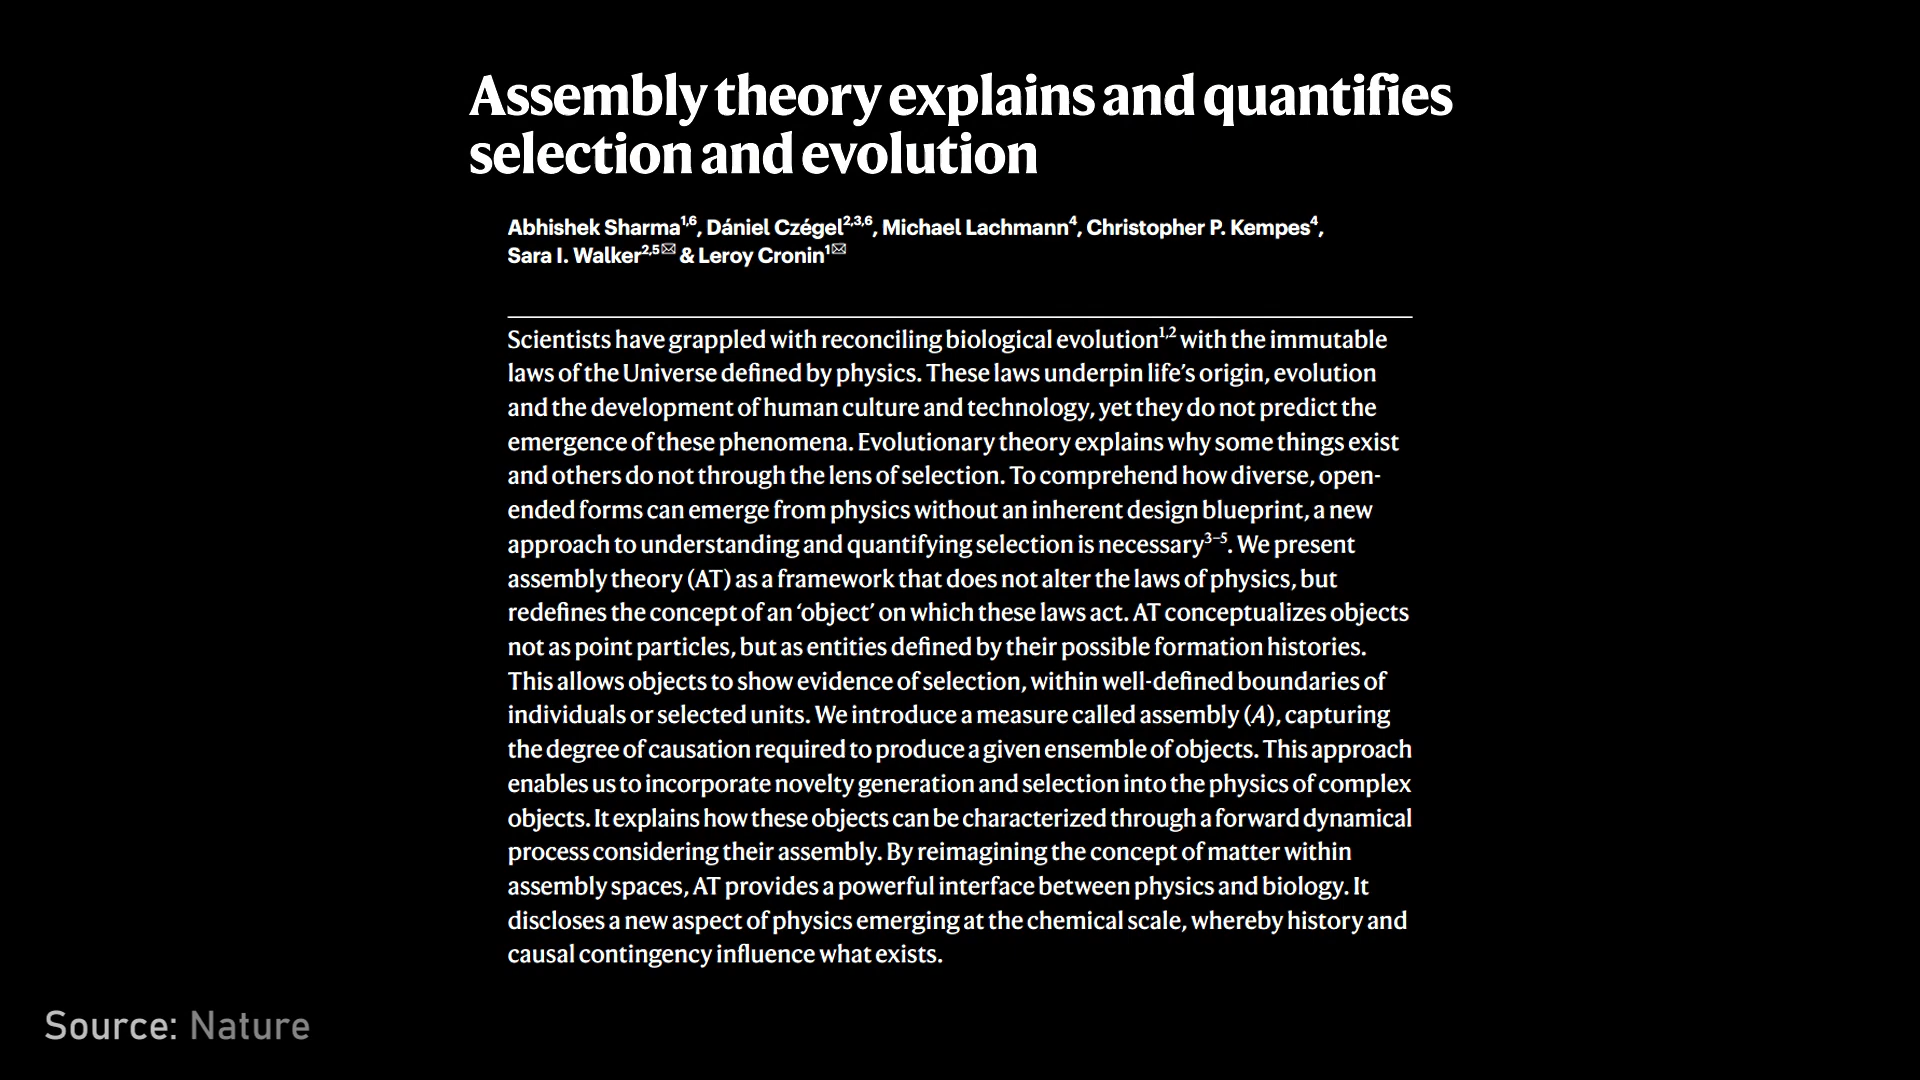 Assembly theory explains and quantifies
selection and evolution
Abhishek Sharma1,6, Dániel Czégel2,3,6, Michael Lachmann4, Christopher P. Kempes4,
Sara I. Walker2,5✉ & Leroy Cronin1✉
Scientists have grappled with reconciling biological evolution1,2 with the immutable
laws of the Universe defined by physics. These laws underpin life’s origin, evolution
and the development of human culture and technology, yet they do not predict the
emergence of these phenomena. Evolutionary theory explains why some things exist
and others do not through the lens of selection. To comprehend how diverse, open-
ended forms can emerge from physics without an inherent design blueprint, a new
approach to understanding and quantifying selection is necessary3–5. We present
assembly theory (AT) as a framework that does not alter the laws of physics, but
redefines the concept of an ‘object’ on which these laws act. AT conceptualizes objects
not as point particles, but as entities defined by their possible formation histories.
This allows objects to show evidence of selection, within well-defined boundaries of
individuals or selected units. We introduce a measure called assembly (A), capturing
the degree of causation required to produce a given ensemble of objects. This approach
enables us to incorporate novelty generation and selection into the physics of complex
objects. It explains how these objects can be characterized through a forward dynamical
process considering their assembly. By reimagining the concept of matter within
assembly spaces, AT provides a powerful interface between physics and biology. It
discloses a new aspect of physics emerging at the chemical scale, whereby history and
causal contingency influence what exists.
Source: Nature